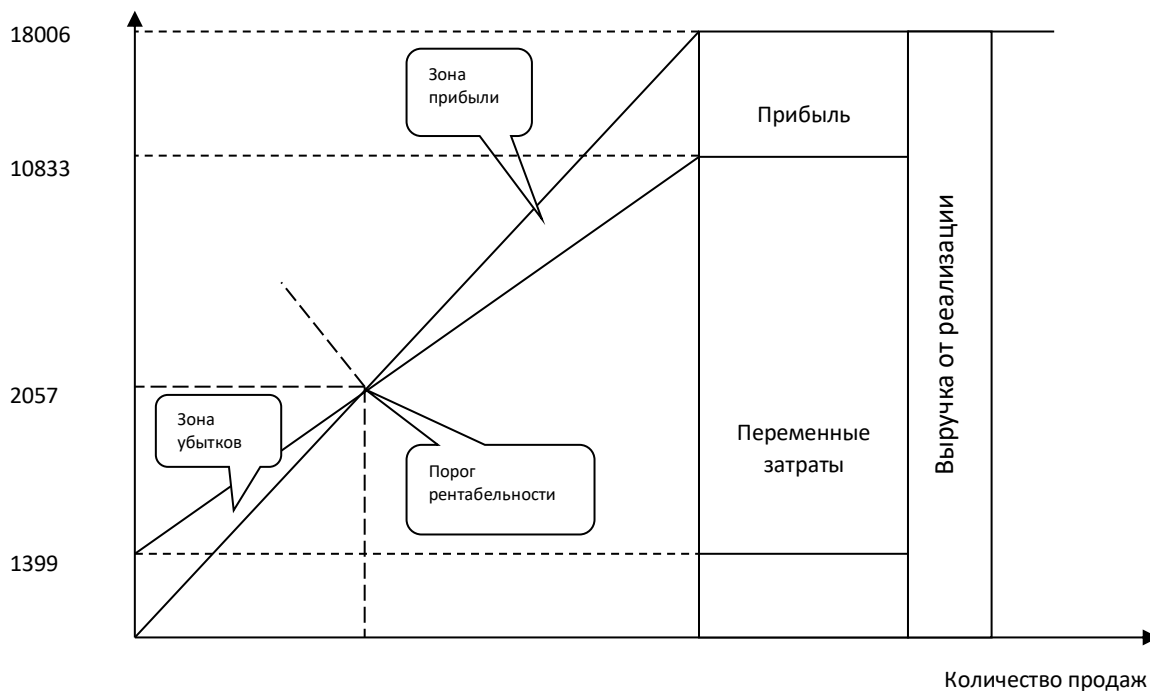 18006
Зона
прибыли
Прибыль
10833
Выручка от реализации
2057
Зона
убытков
Переменные
затраты
Порог
рентабельности
1399
Количество продаж